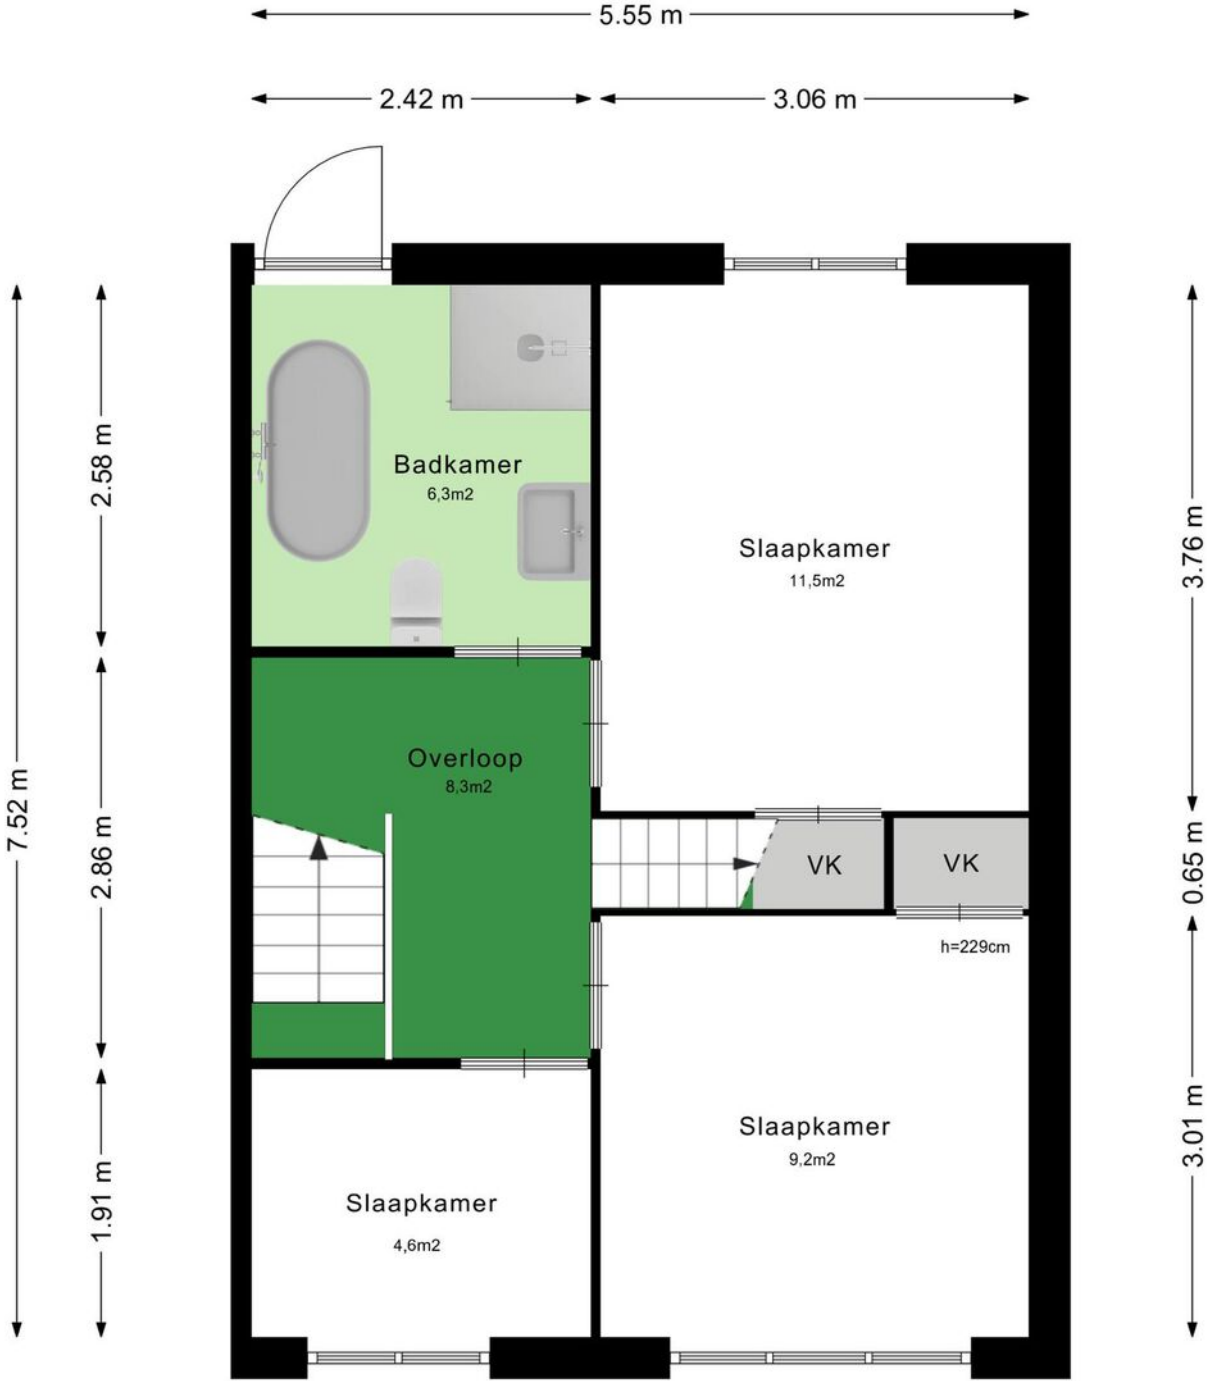 5.55 m
2.42 m
3.06 m
2.58 m
Badkamer
6,3m2
Slaapkamer
11,5m2
3.76 m
7.52 m
Overloop
8,3m2
2.86 m
VK
VK
0.65 m
h=229cm
Slaapkamer
9,2m2
3.01 m
1.91 m
Slaapkamer
4,6m2